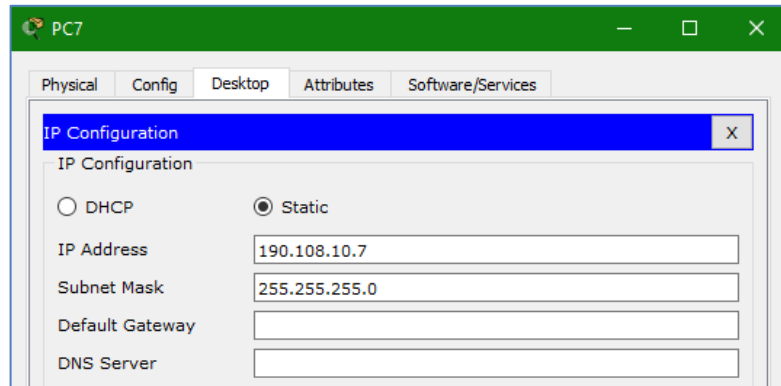 PC7
Physical Config Desktop Attributes Software/Services
IP Configuration X
IP Configuration
DHCP Static
IP Address 190.108.10.7
Subnet Mask 255.255.255.0
Default Gateway
DNS Server